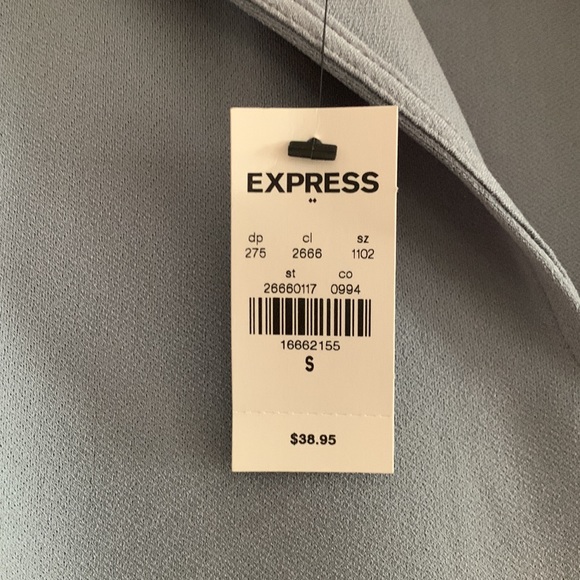 EXPRESS
dp cl sz
275 2666 1102
st co
26660117 0994
16662155
S
$38.95